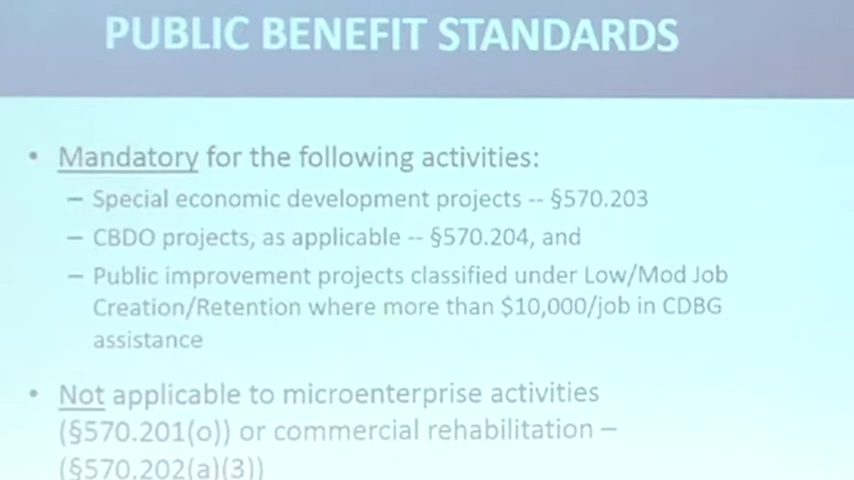 PUBLIC BENEFIT STANDARDS
• Mandatory for the following activities:
– Special economic development projects -- §570.203
– CBDO projects, as applicable -- §570.204, and
– Public improvement projects classified under Low/Mod Job
Creation/Retention where more than $10,000/job in CDBG
assistance
• Not applicable to microenterprise activities
(§570.201(o)) or commercial rehabilitation –
(§570.202(a)(3))